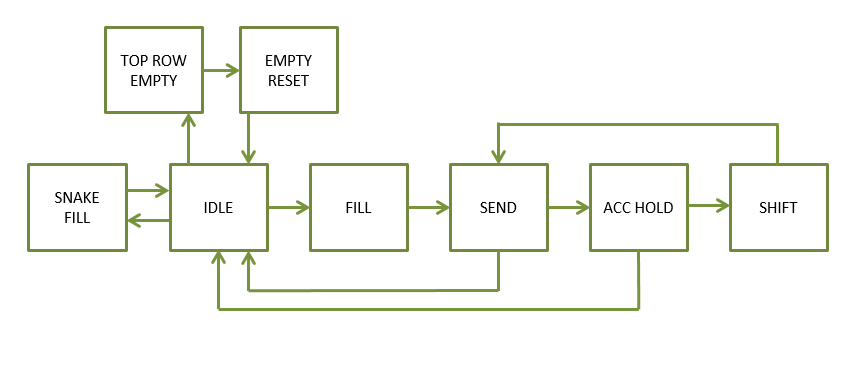 TOP ROW
EMPTY
EMPTY
RESET
SNAKE
FILL
IDLE
FILL
SEND
ACC HOLD
SHIFT